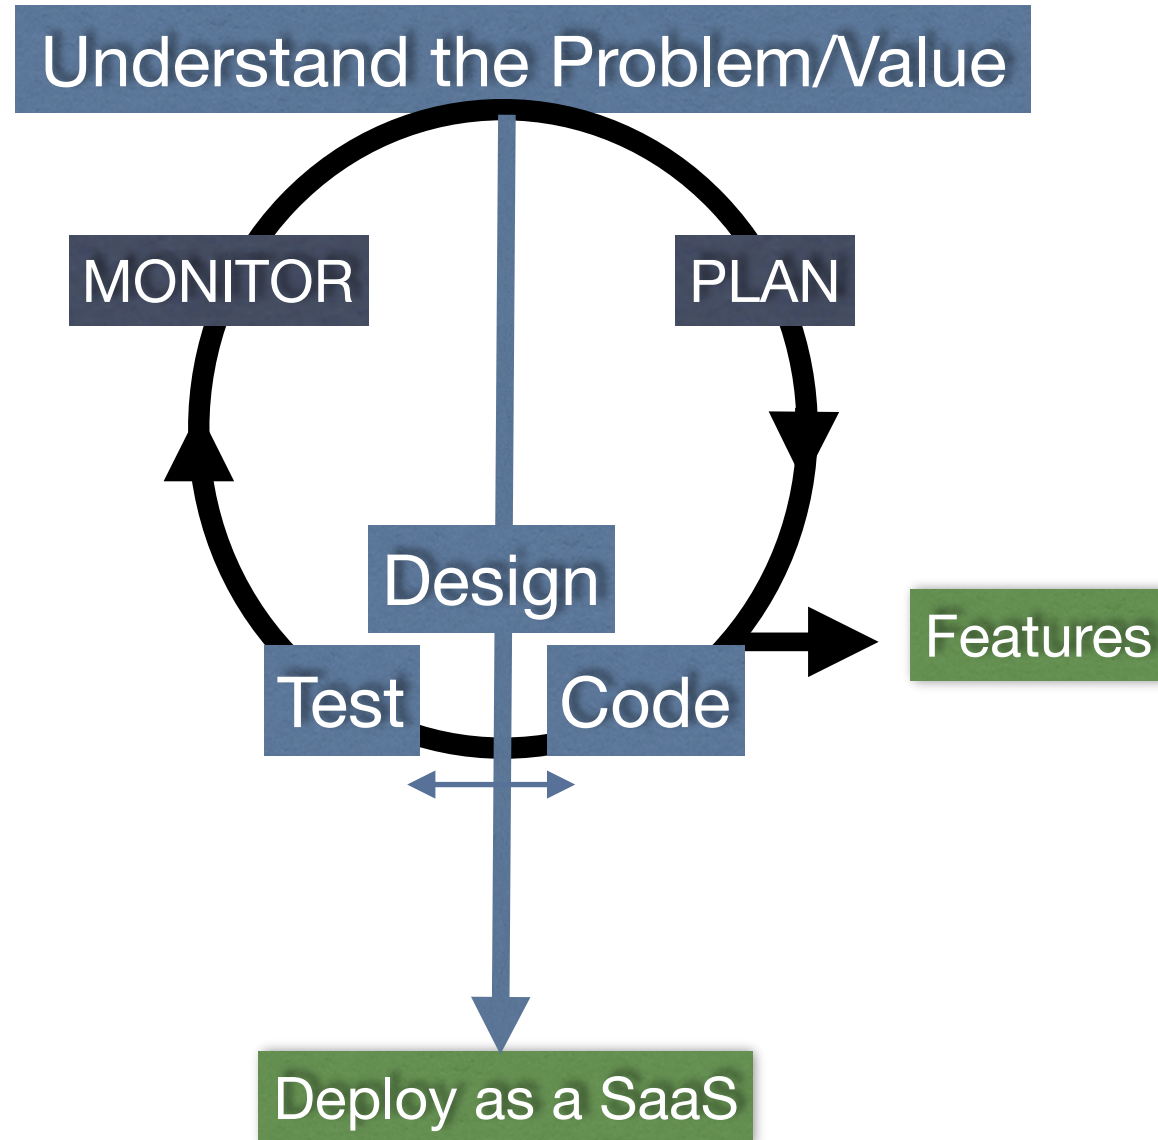 Understand the Problem/Value
MONITOR
PLAN
Design
Features
Test
Code
Deploy as a SaaS